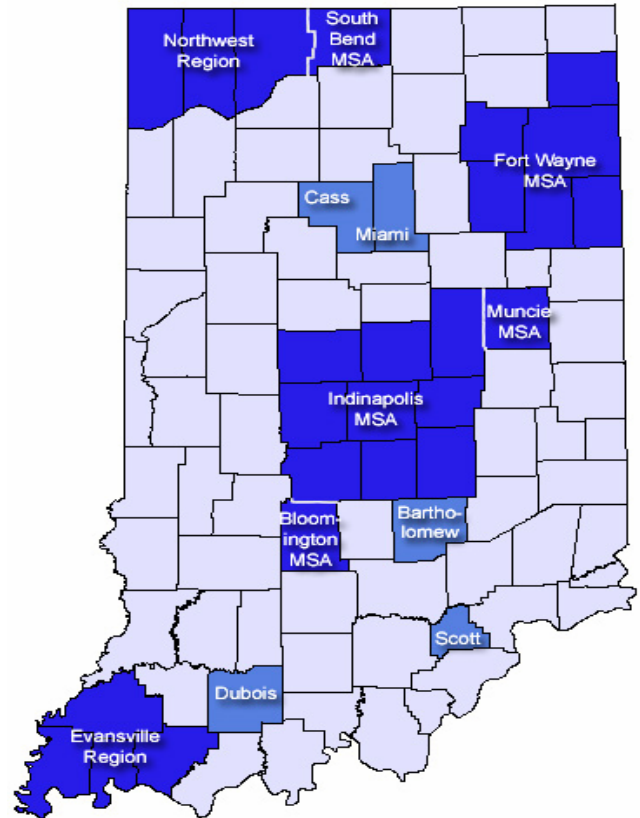 Northwest
Region
South
Bend
MSA
Fort Wayne
MSA
Cass
Miami
Muncie
MSA
Indinapolis
MSA
Bloom-
ington
MSA
Bartho-
lomew
Scott
Dubois
Evansville
Region